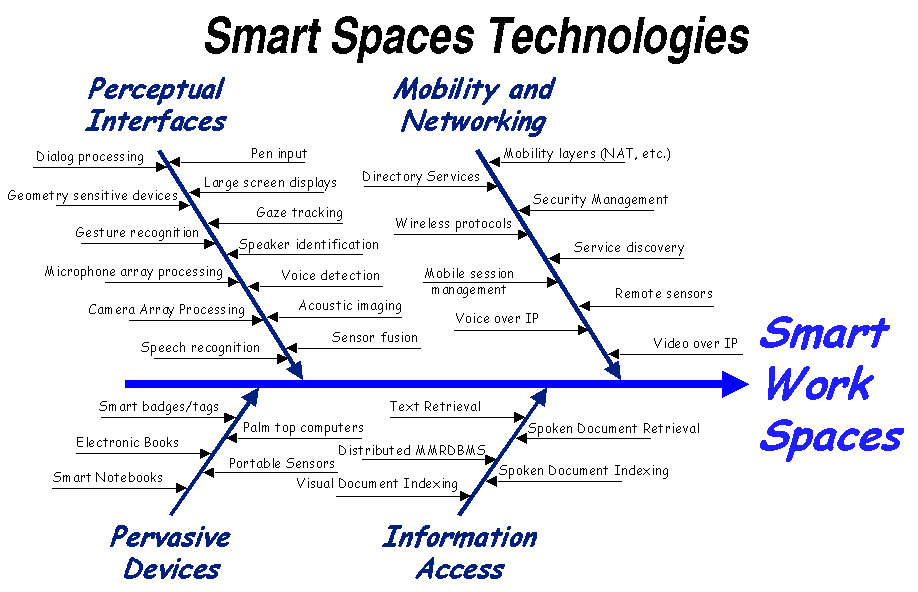 Smart Spaces Technologies
Perceptual
Interfaces
Mobility and
Networking
Dialog processing
Pen input
Geometry sensitive devices
Large screen displays
Gesture recognition
Gaze tracking
Microphone array processing
Speaker identification
Camera Array Processing
Voice detection
Speech recognition
Acoustic imaging
Sensor fusion
Mobility layers (NAT, etc.)
Directory Services
Security Management
Wireless protocols
Service discovery
Mobile session
management
Remote sensors
Voice over IP
Video over IP
Smart
Work
Spaces
Smart badges/tags
Palm top computers
Electronic Books
Portable Sensors
Smart Notebooks
Text Retrieval
Spoken Document Retrieval
Distributed MMRDBMS
Spoken Document Indexing
Visual Document Indexing
Pervasive
Devices
Information
Access